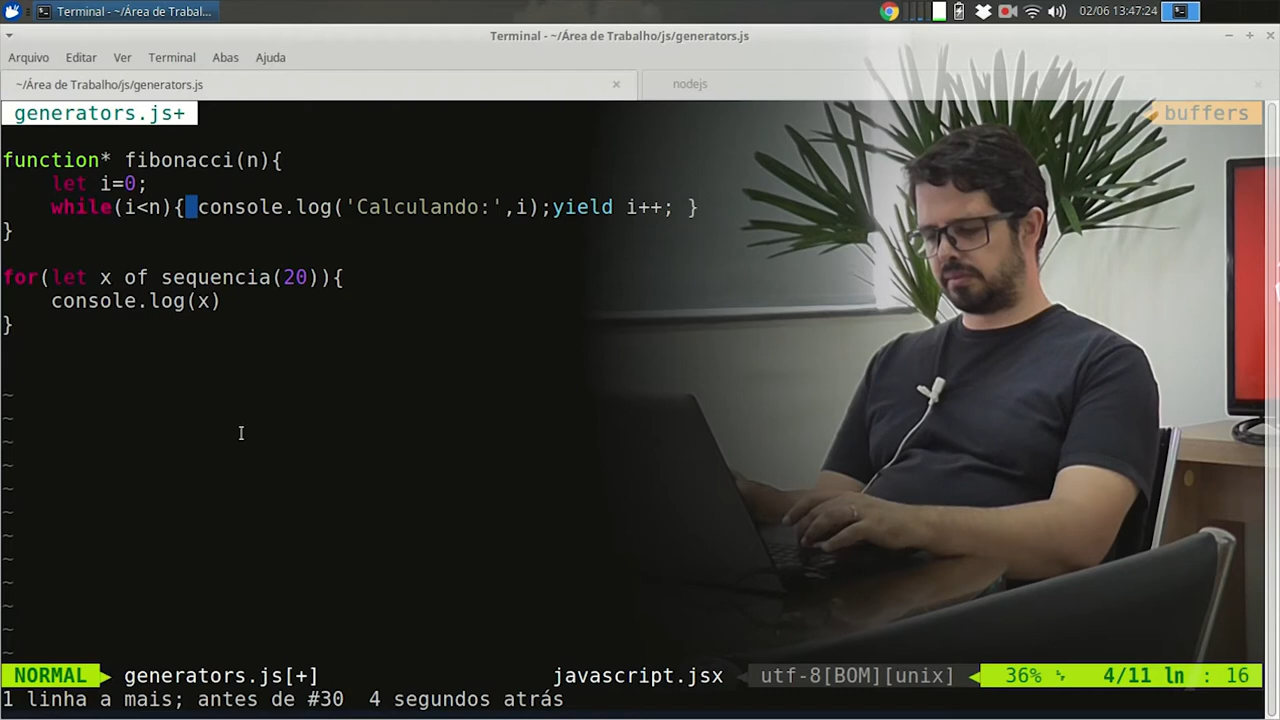 Terminal - ~/Área de Trabal...
02/06 13:47:24
Terminal - ~/Área de Trabalho/js/generators.js
Arquivo Editar Ver Terminal Abas Ajuda
~/Área de Trabalho/js/generators.js
nodejs
generators.js+
buffers
function* fibonacci(n){
    let i=0;
    while(i<n){ console.log('Calculando:',i);yield i++; }
}
for(let x of sequencia(20)){
    console.log(x)
}
~
~
~
~
~
~
~
~
~
~
~
~
NORMAL generators.js[+] javascript.jsx utf-8[BOM][unix] 36% 4/11 ln : 16
1 linha a mais; antes de #30  4 segundos atrás